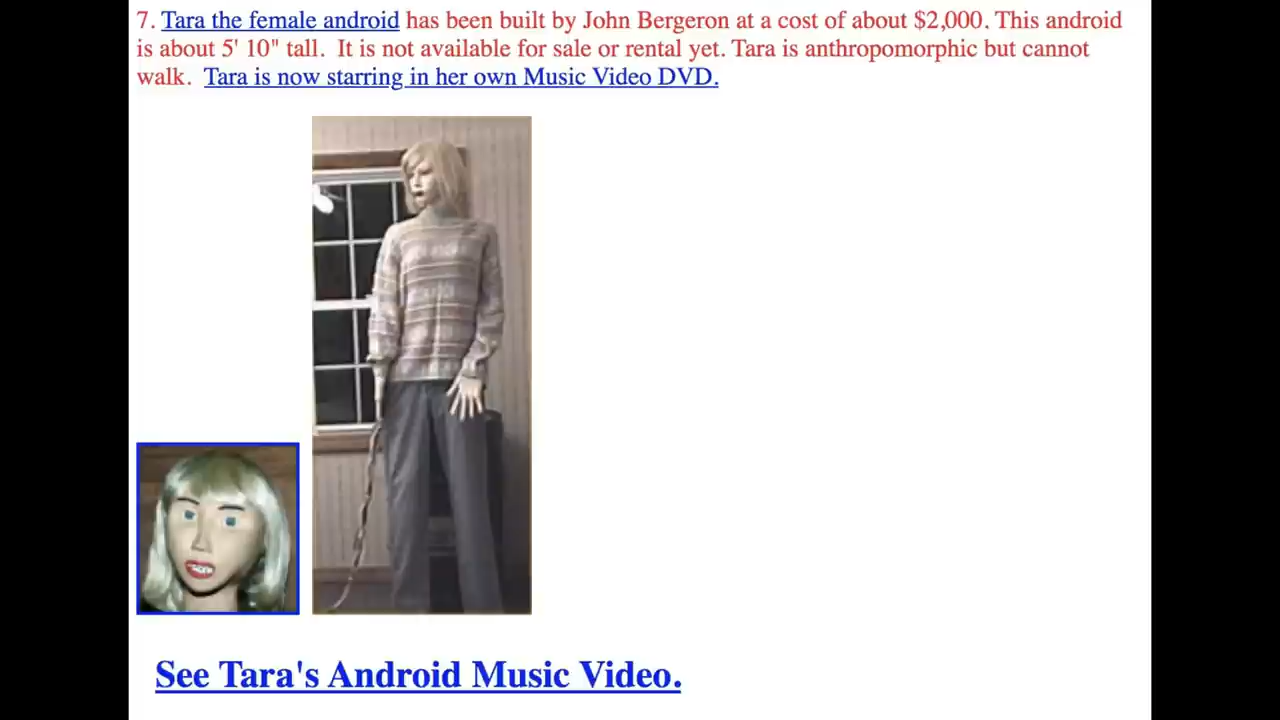 7. Tara the female android has been built by John Bergeron at a cost of about $2,000. This android
is about 5' 10" tall.  It is not available for sale or rental yet. Tara is anthropomorphic but cannot
walk.  Tara is now starring in her own Music Video DVD.
See Tara's Android Music Video.